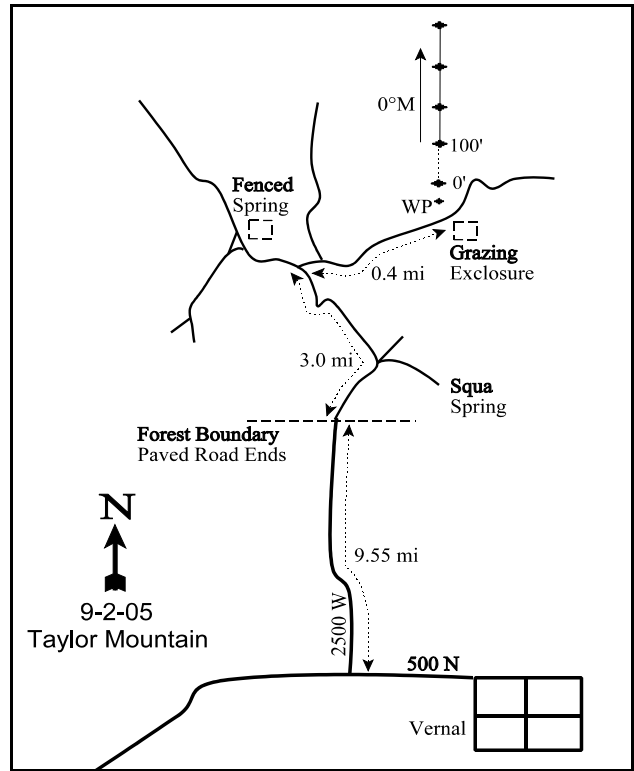 0°M
100'
0'
WP
Fenced
Spring
Grazing
Exclosure
0.4 mi
3.0 mi
Squa
Spring
Forest Boundary
Paved Road Ends
N
9-2-05
Taylor Mountain
9.55 mi
2500 W
500 N
Vernal